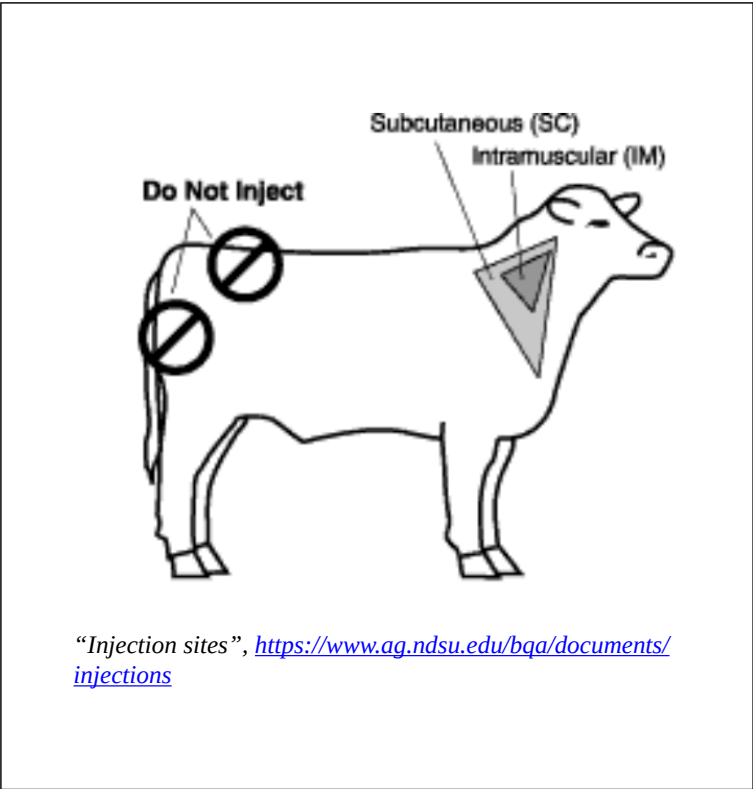 Subcutaneous (SC)
Intramuscular (IM)
Do Not Inject
“Injection sites”, https://www.ag.ndsu.edu/bqa/documents/
injections